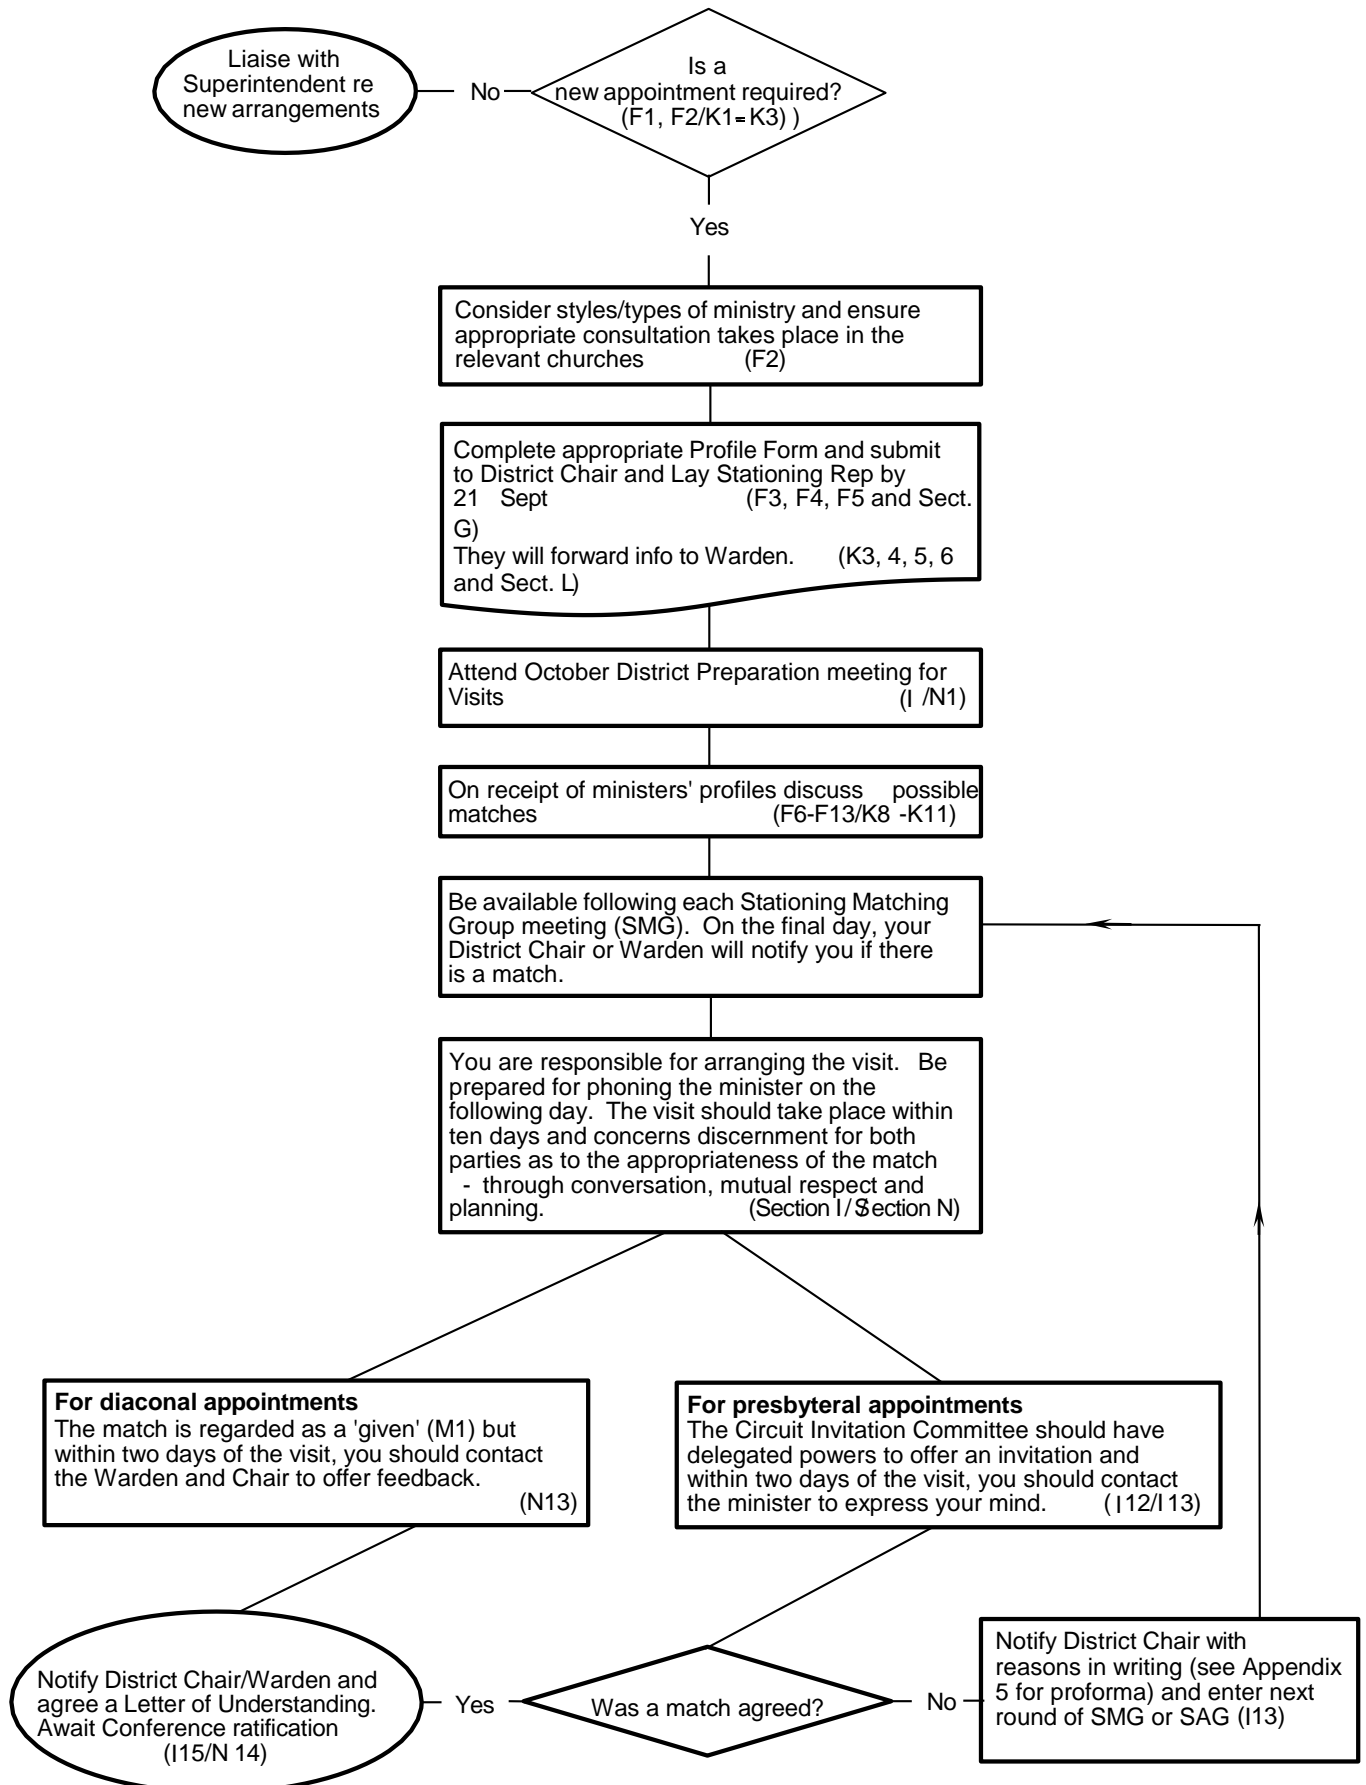 Liaise with
Superintendent re
new arrangements
No
Is a
new appointment required?
(F1, F2/K1=K3) )
Yes
Consider styles/types of ministry and ensure
appropriate consultation takes place in the
relevant churches (F2)
Complete appropriate Profile Form and submit
to District Chair and Lay Stationing Rep by
21 Sept (F3, F4, F5 and Sect.
G)
They will forward info to Warden. (K3, 4, 5, 6
and Sect. L)
Attend October District Preparation meeting for
Visits (I /N1)
On receipt of ministers' profiles discuss possible
matches (F6-F13/K8 -K11)
Be available following each Stationing Matching
Group meeting (SMG). On the final day, your
District Chair or Warden will notify you if there
is a match.
You are responsible for arranging the visit. Be
prepared for phoning the minister on the
following day. The visit should take place within
ten days and concerns discernment for both
parties as to the appropriateness of the match
- through conversation, mutual respect and
planning. (Section I / Section N)
For diaconal appointments
The match is regarded as a 'given' (M1) but
within two days of the visit, you should contact
the Warden and Chair to offer feedback.
(N13)
For presbyteral appointments
The Circuit Invitation Committee should have
delegated powers to offer an invitation and
within two days of the visit, you should contact
the minister to express your mind. (I12/I13)
Notify District Chair/Warden and
agree a Letter of Understanding.
Await Conference ratification
(I15/N 14)
Yes
Was a match agreed?
No
Notify District Chair with
reasons in writing (see Appendix
5 for proforma) and enter next
round of SMG or SAG (I13)